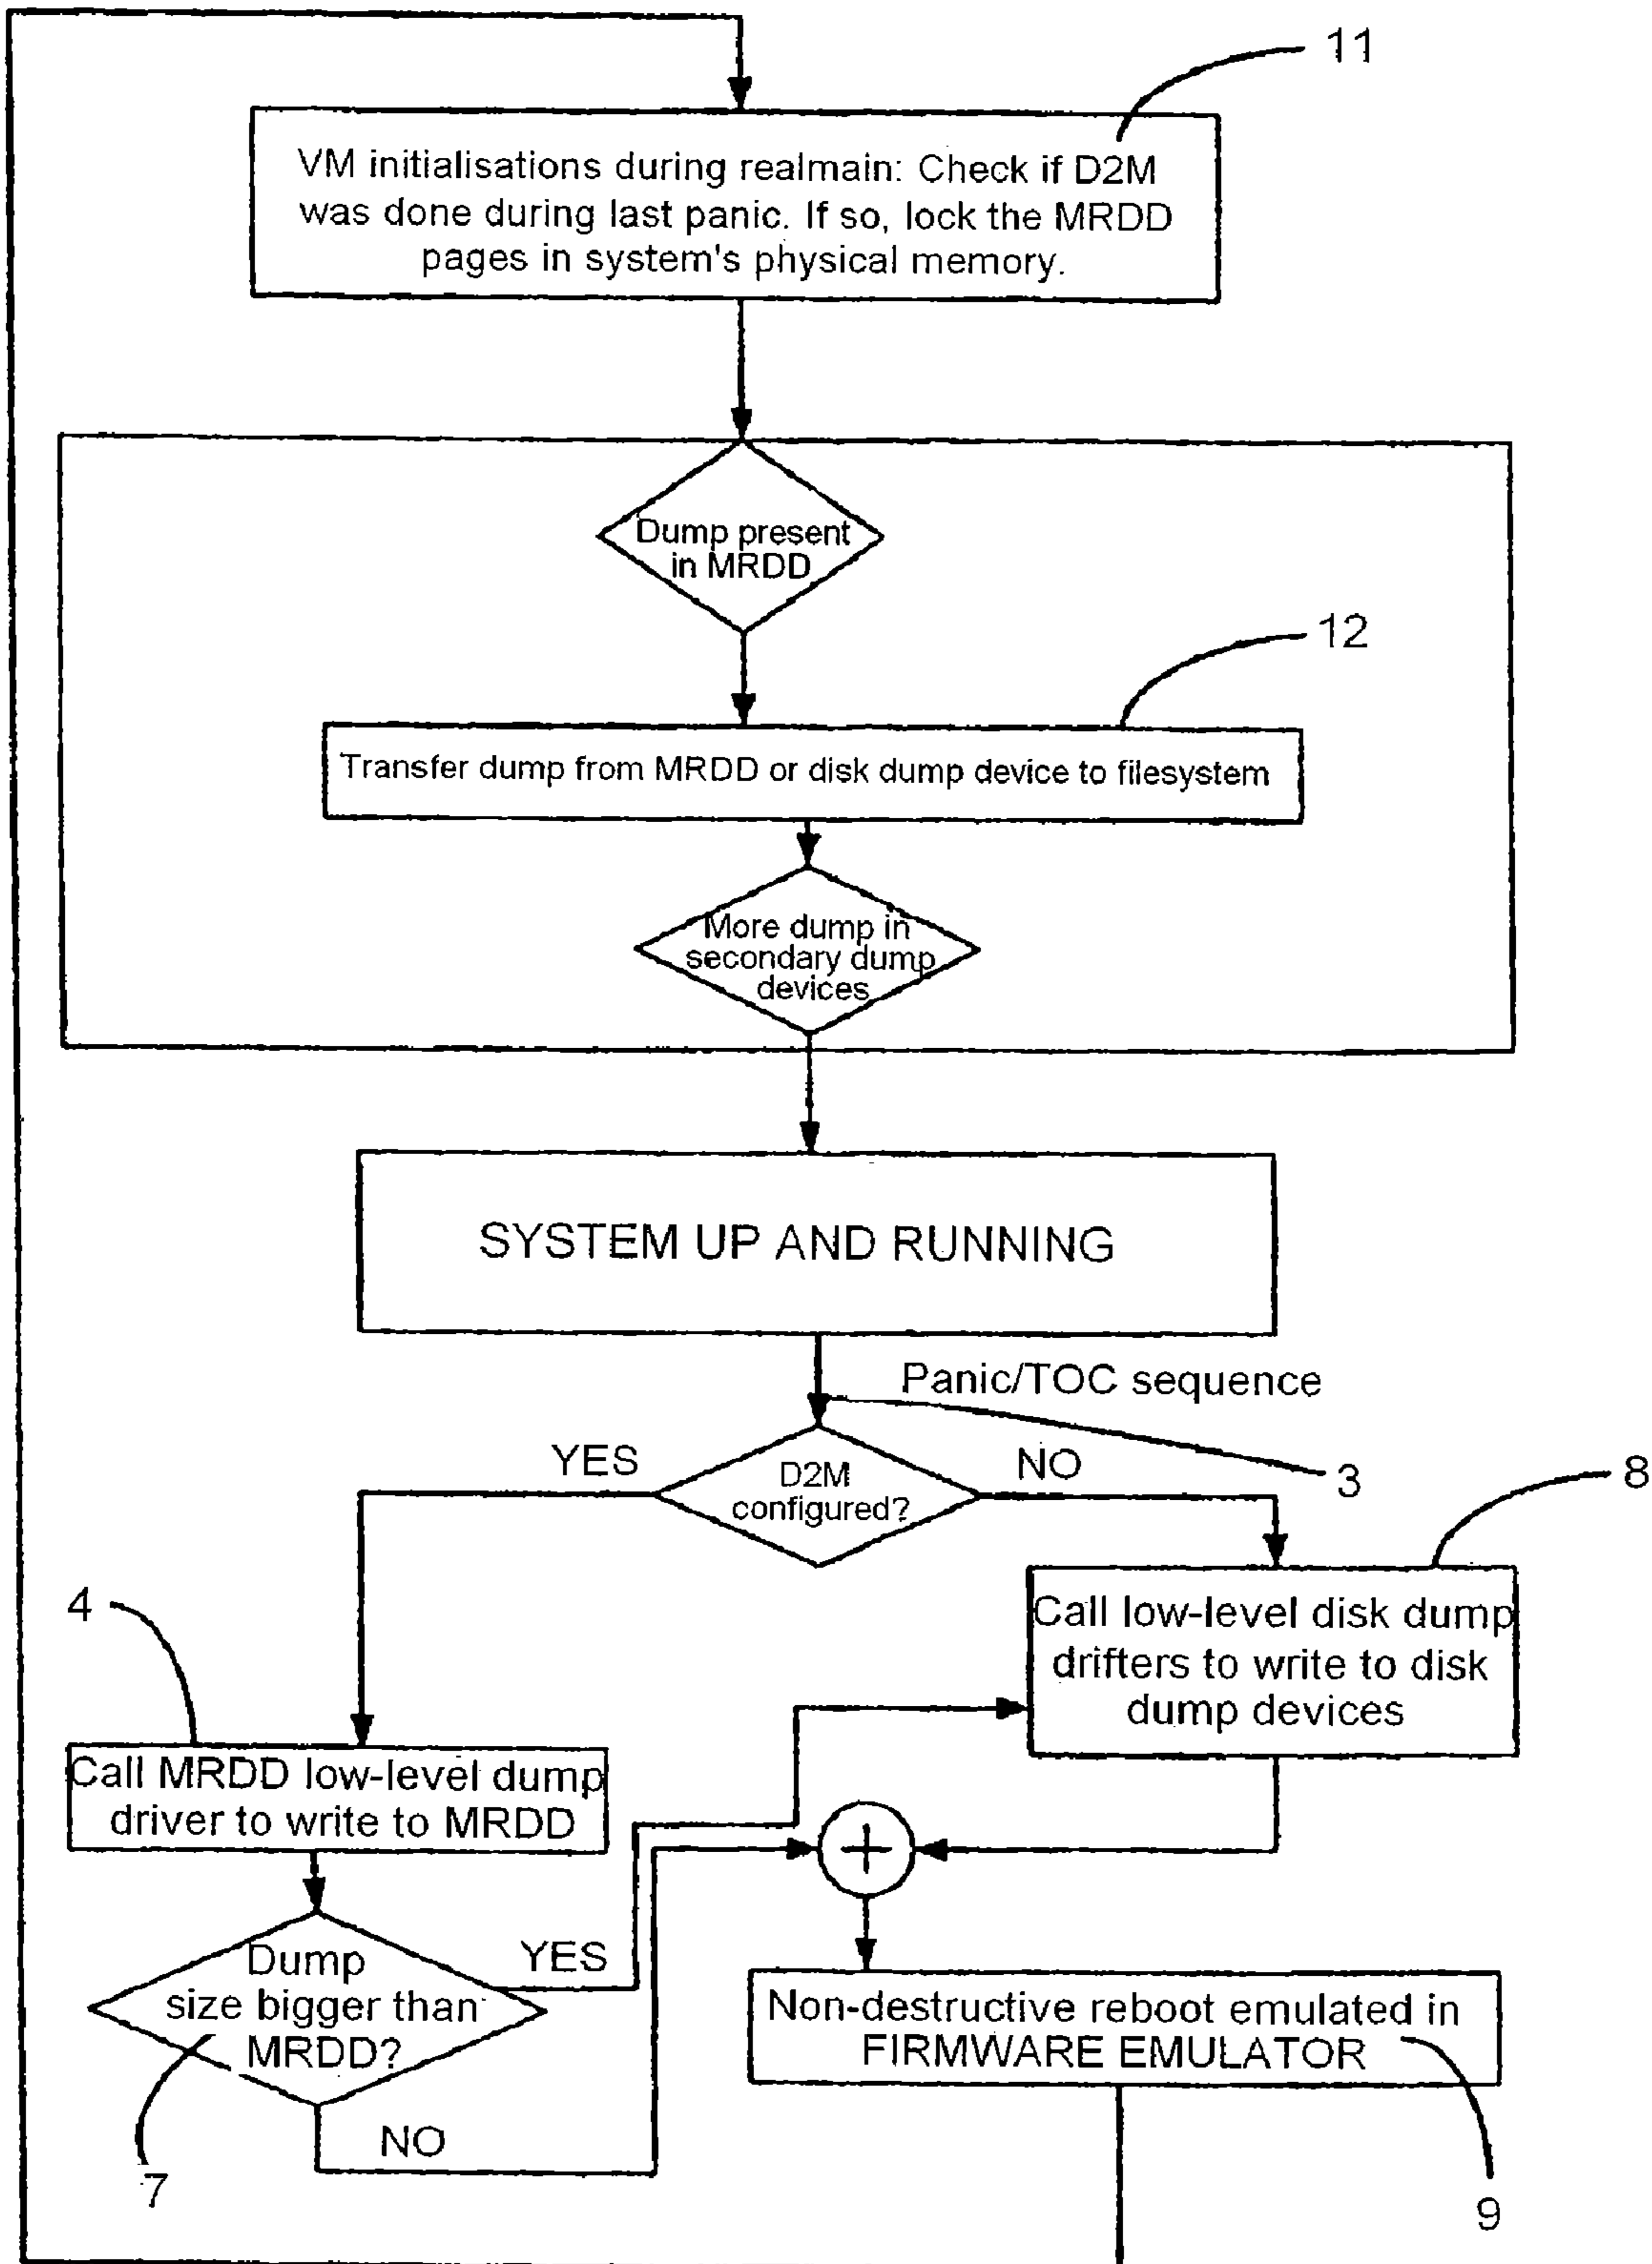 11
VM initialisations during realmain: Check if D2M
was done during last panic. If so, lock the MRDD
pages in system's physical memory.
Dump present
in MRDD
12
Transfer dump from MRDD or disk dump device to filesystem
More dump in
secondary dump
devices
SYSTEM UP AND RUNNING
Panic/TOC sequence
YES
D2M
configured?
NO
3
8
4
Call low-level disk dump
drifters to write to disk
dump devices
Call MRDD low-level dump
driver to write to MRDD
Dump
size bigger than
MRDD?
YES
NO
7
Non-destructive reboot emulated in
FIRMWARE EMULATOR
9